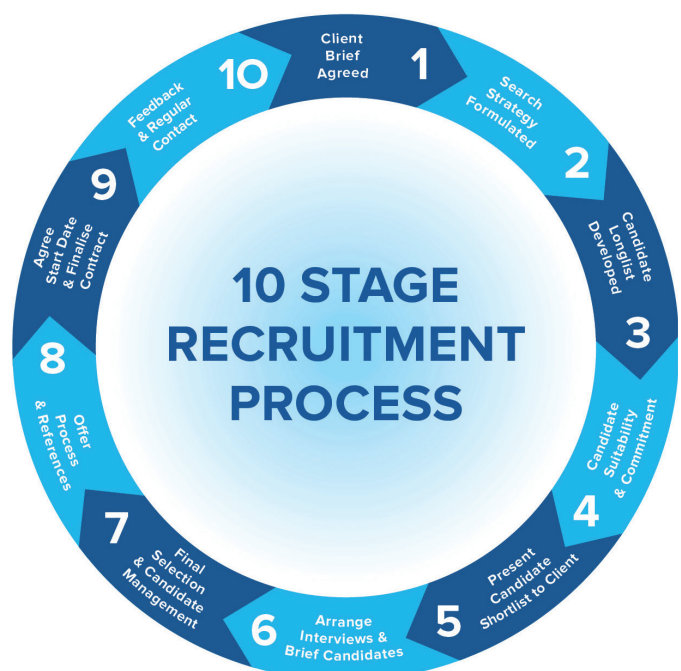 10 STAGE
RECRUITMENT
PROCESS
Client
Brief
Agreed
1
Search
Strategy
Formulated
2
Candidate
Longlist
Developed
3
Candidate
Suitability
& Commitment
4
Present
Candidate
Shortlist to Client
5
Arrange
Interviews &
Brief Candidates
6
Final
Selection
& Candidate
Management
7
Offer
Process
& References
8
Agree
Start Date
& Finalise
Contract
9
Feedback
& Regular
Contact
10